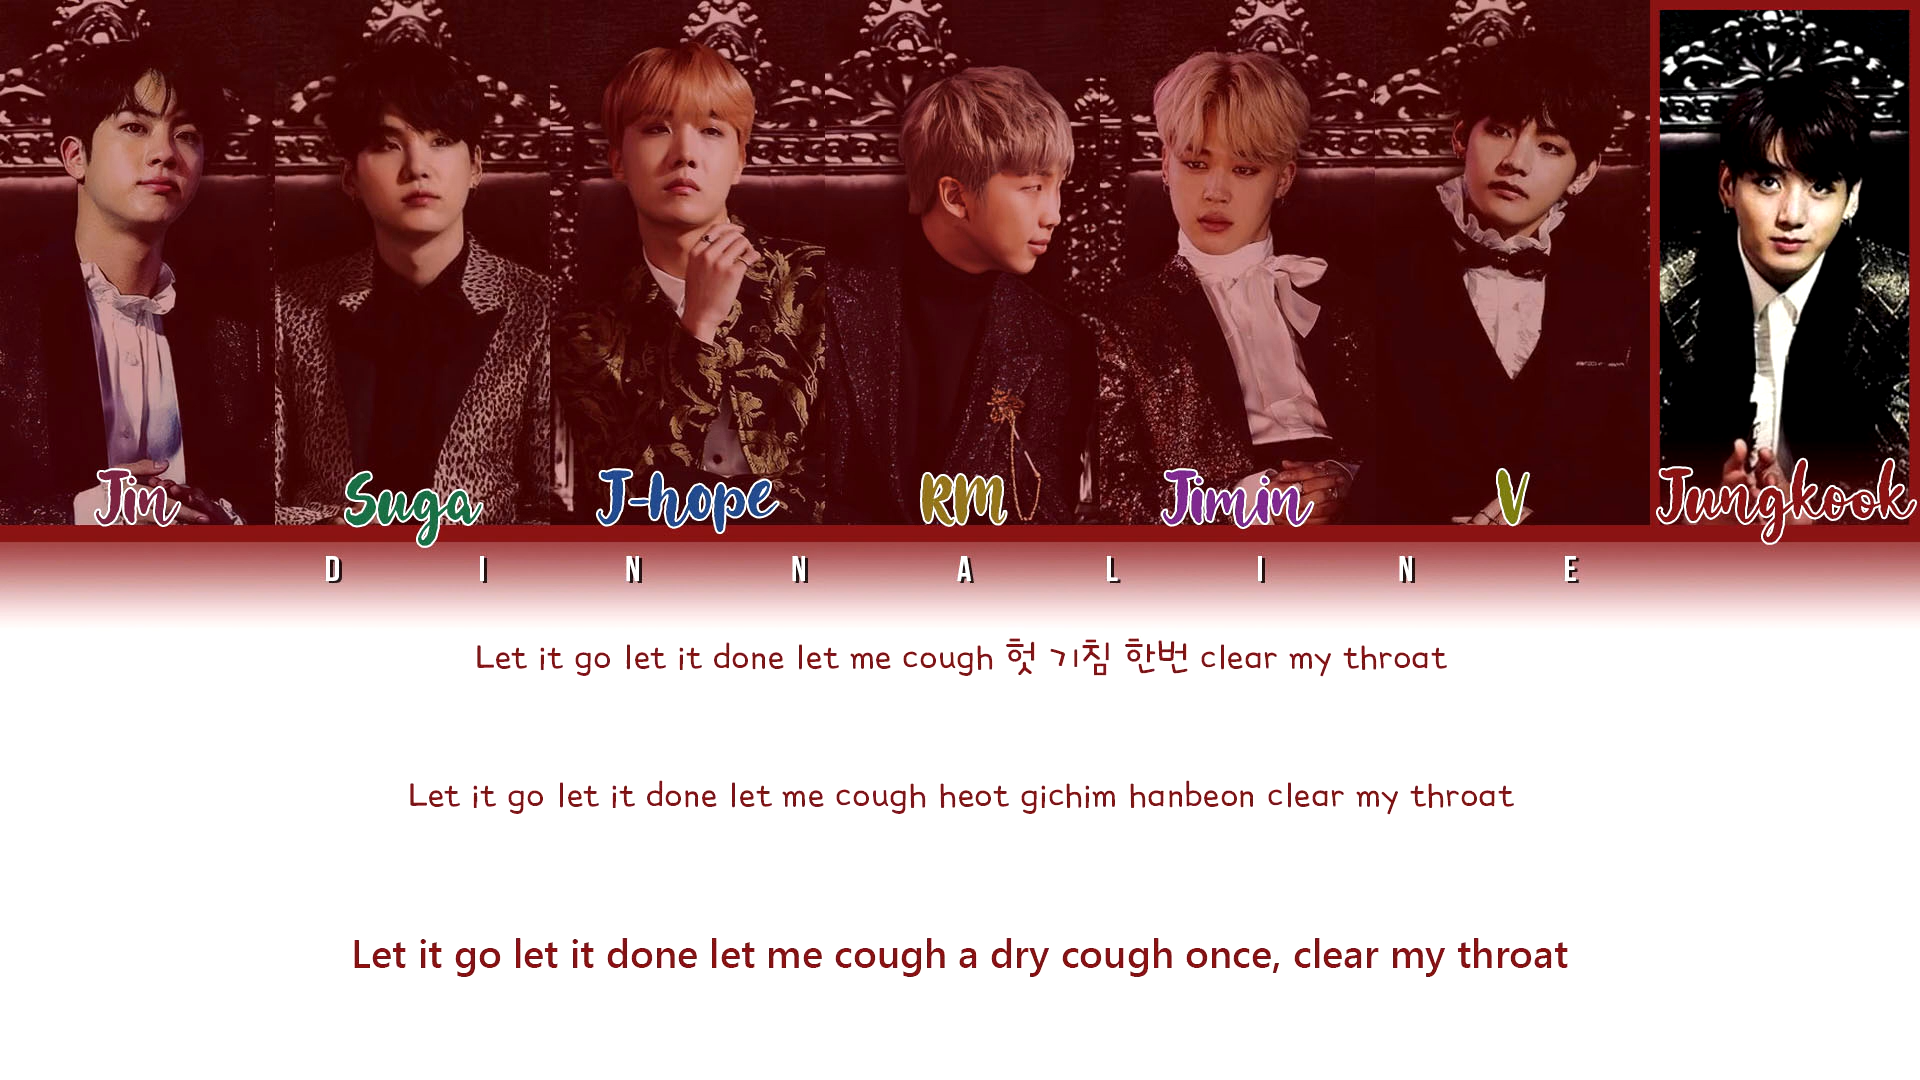 Jin Suga J-hope RM Jimin V Jungkook
D I N N A L I N E
Let it go let it done let me cough 헛 기침 한번 clear my throat
Let it go let it done let me cough heot gichim hanbeon clear my throat
Let it go let it done let me cough a dry cough once, clear my throat